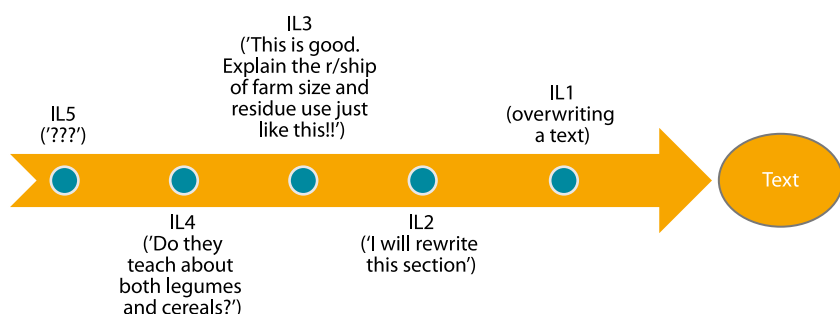 IL5
(’???’)
IL4
(’Do they
teach about
both legumes
and cereals?’)
IL3
(’This is good.
Explain the r/ship
of farm size and
residue use just
like this!!’)
IL2
(‘I will rewrite
this section’)
IL1
(overwriting
a text)
Text